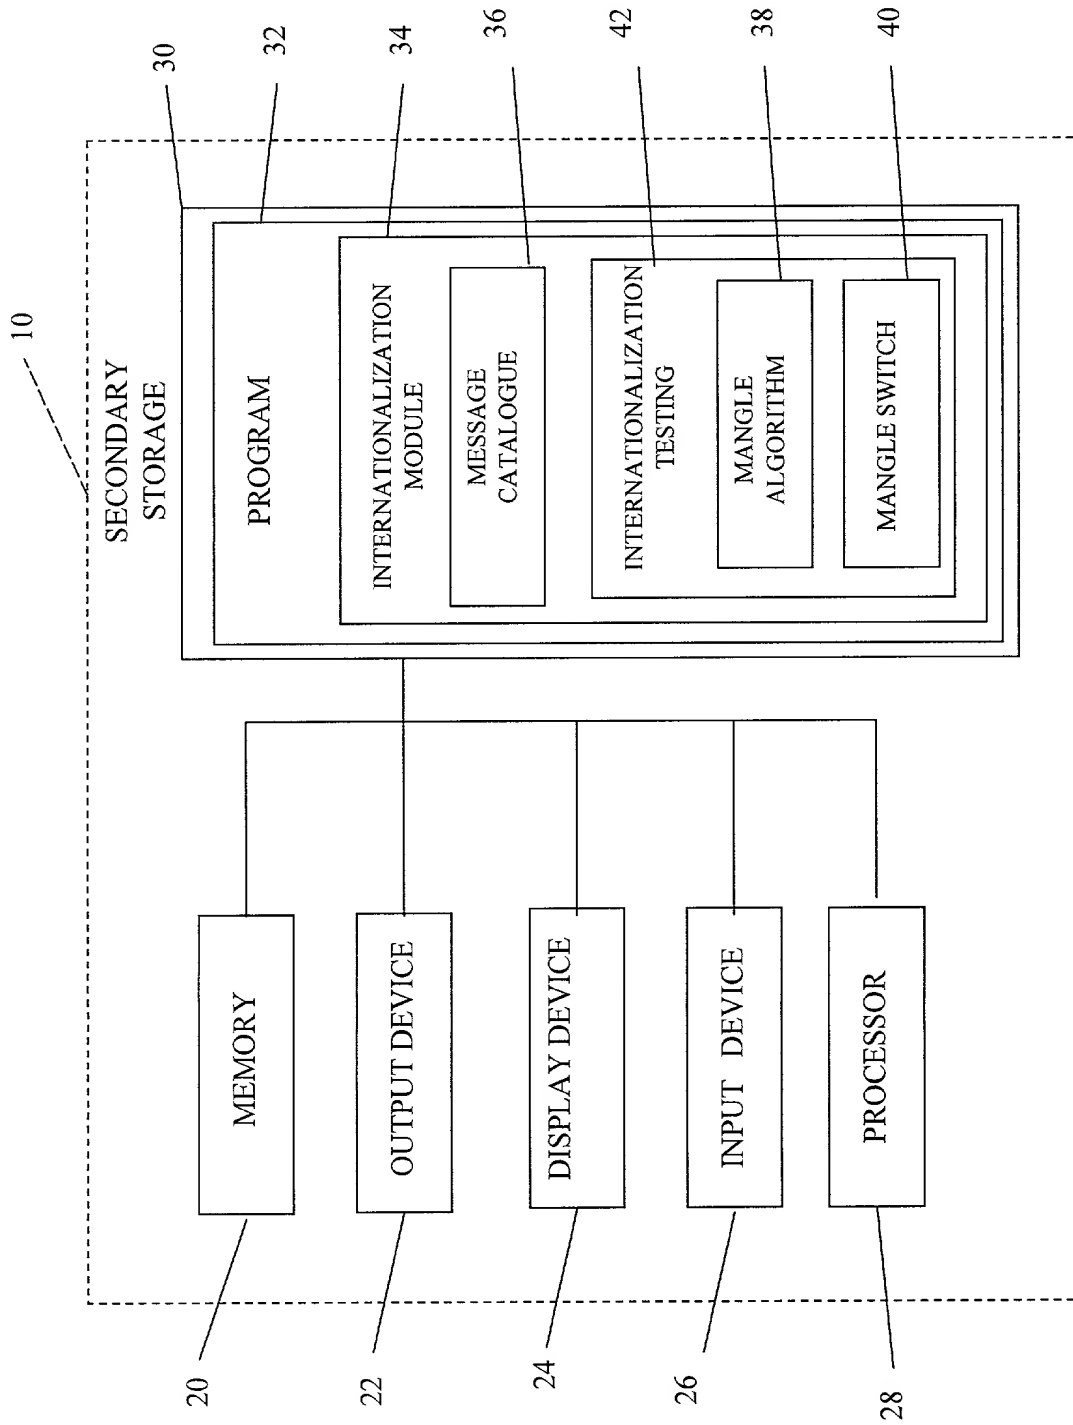 10
SECONDARY
STORAGE
30
PROGRAM
32
INTERNATIONALIZATION
MODULE
34
MESSAGE
CATALOGUE
36
INTERNATIONALIZATION
TESTING
42
MANGLE
ALGORITHM
38
MANGLE SWITCH
40
MEMORY
20
OUTPUT DEVICE
22
DISPLAY DEVICE
24
INPUT DEVICE
26
PROCESSOR
28